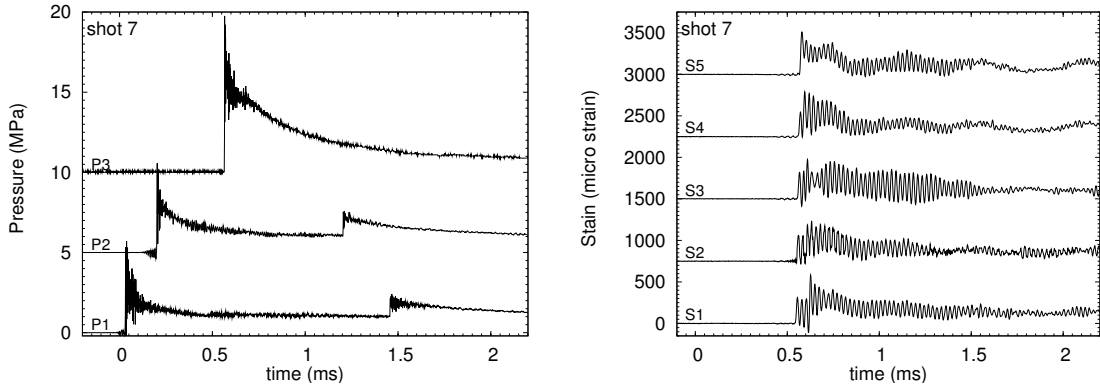 shot 7
20
15
10
5
0
P3
P2
P1
Pressure (MPa)
0 0.5 1 1.5 2
time (ms)
shot 7
3500
3000
2500
2000
1500
1000
500
0
S5
S4
S3
S2
S1
Stain (micro strain)
0 0.5 1 1.5 2
time (ms)